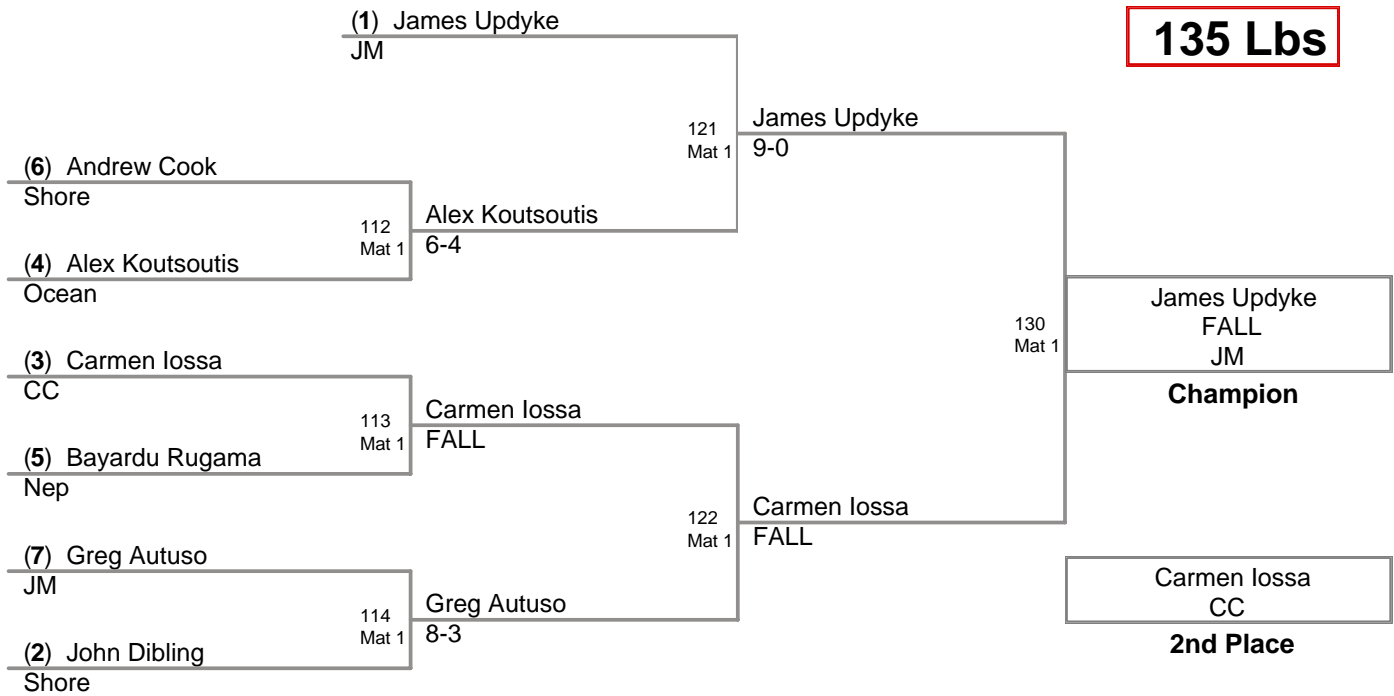 (1) James Updyke
JM
135 Lbs
121
Mat 1
James Updyke
9-0
(6) Andrew Cook
Shore
112
Mat 1
Alex Koutsoutis
6-4
(4) Alex Koutsoutis
Ocean
James Updyke
FALL
JM
Champion
130
Mat 1
(3) Carmen Iossa
CC
113
Mat 1
Carmen Iossa
FALL
(5) Bayardu Rugama
Nep
122
Mat 1
Carmen Iossa
FALL
(7) Greg Autuso
JM
114
Mat 1
Greg Autuso
8-3
(2) John Dibling
Shore
Carmen Iossa
CC
2nd Place